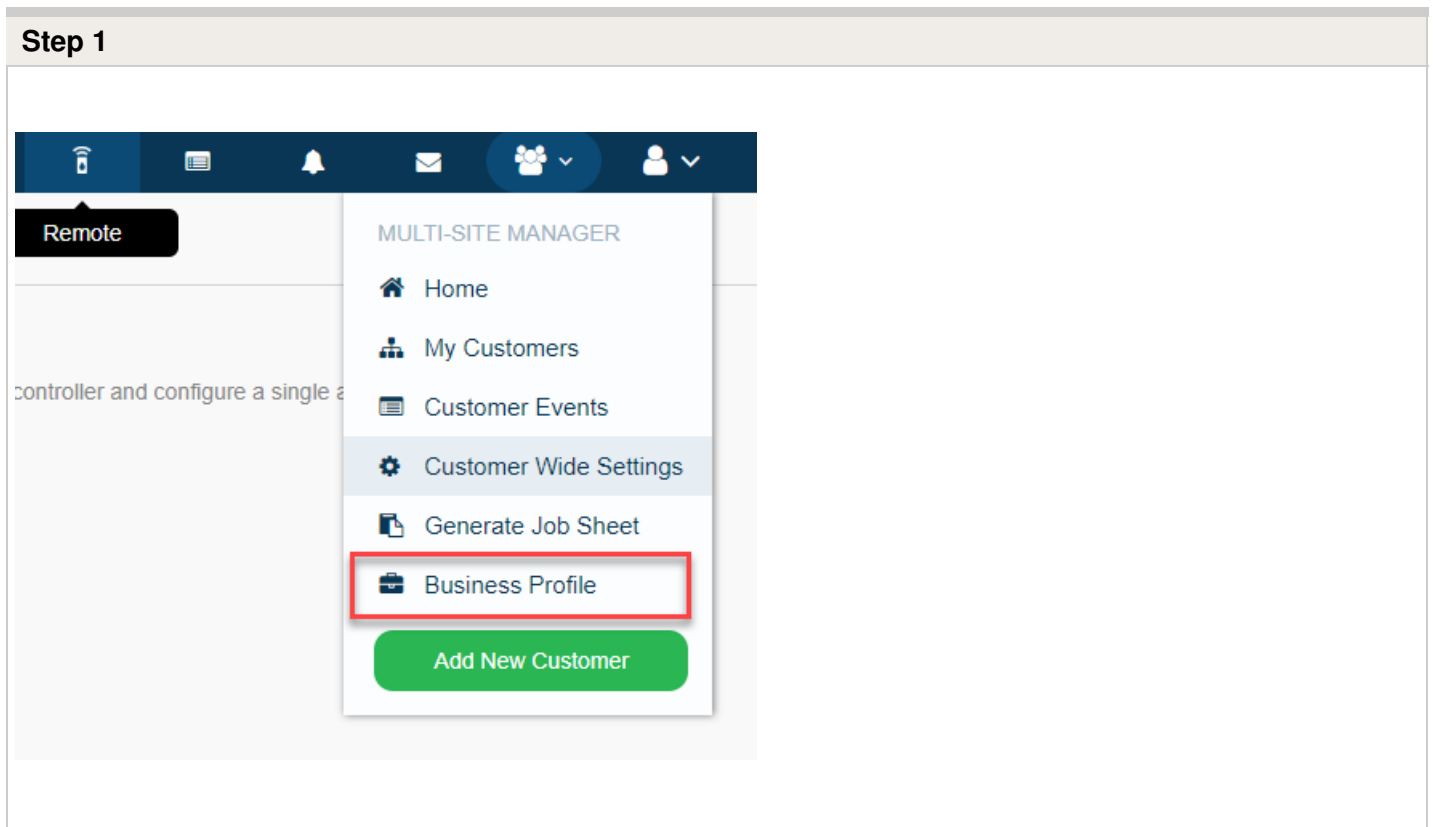 Step 1
Remote
MULTI-SITE MANAGER
Home
My Customers
controller and configure a single a
Customer Events
Customer Wide Settings
Generate Job Sheet
Business Profile
Add New Customer